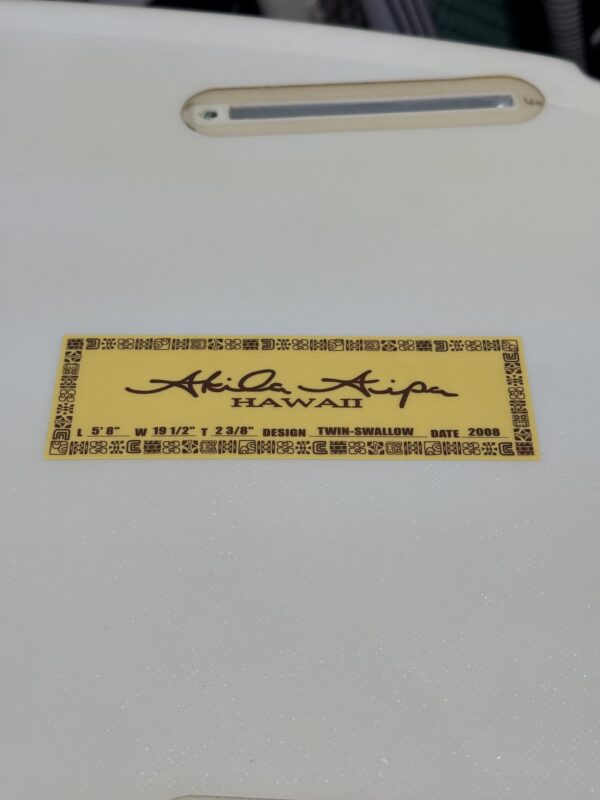 Akila Aipa
HAWAII
L 5' 8" W 19 1/2" T 2 3/8" DESIGN TWIN-SWALLOW DATE 2008